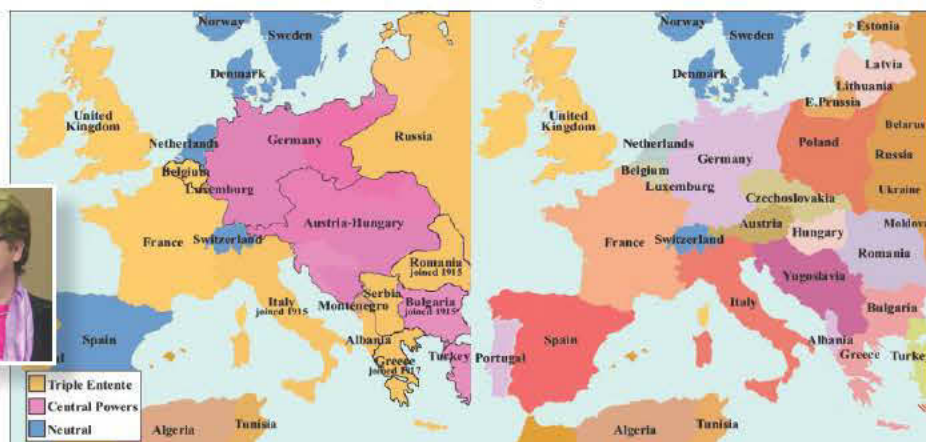 Norway
Sweden
Denmark
United
Kingdom
Netherlands
Belgium
Luxemburg
Germany
Russia
Austria-Hungary
France
Switzerland
Romania
joined 1915
Serbia
Montenegro
Bulgaria
joined 1915
Italy
joined 1915
Albania
Greece
joined 1917
Turkey
Spain
Triple Entente
Central Powers
Neutral
Algeria
Tunisia
Norway
Sweden
Denmark
Estonia
Latvia
Lithuania
E.Prussia
United
Kingdom
Netherlands
Belgium
Luxemburg
Germany
Poland
Belarus
Russia
Ukraine
Czechoslovakia
Austria
Hungary
Moldova
Romania
France
Switzerland
Yugoslavia
Italy
Bulgaria
Albania
Greece
Turkey
Portugal
Spain
Algeria
Tunisia